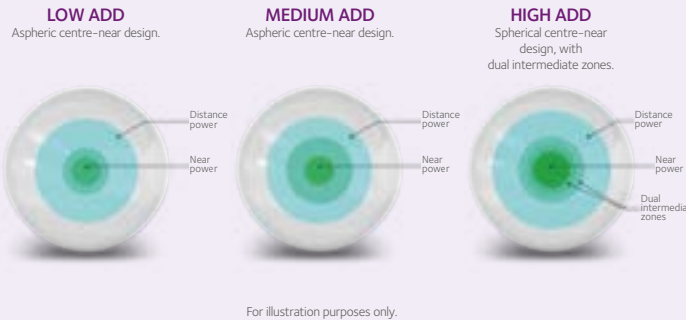 LOW ADD
Aspheric centre-near design.
Distance
power
Near
power
MEDIUM ADD
Aspheric centre-near design.
Distance
power
Near
power
HIGH ADD
Spherical centre-near
design, with
dual intermediate zones.
Distance
power
Near
power
Dual
zones
For illustration purposes only.